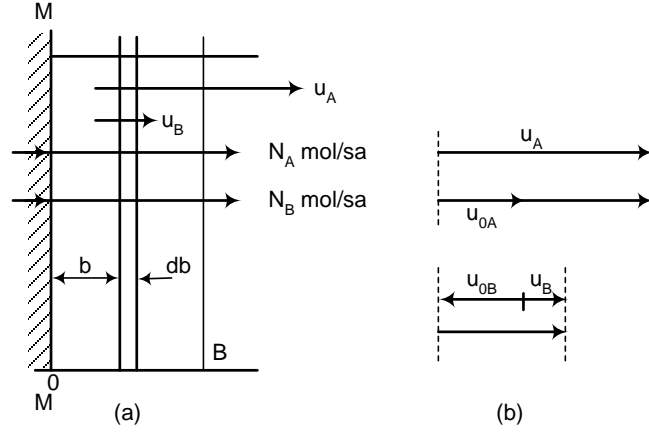 M
u_A
u_B
u_A
N_A mol/sa
N_B mol/sa
u_0A
b
db
u_0B
u_B
B
0
M
(a)
(b)